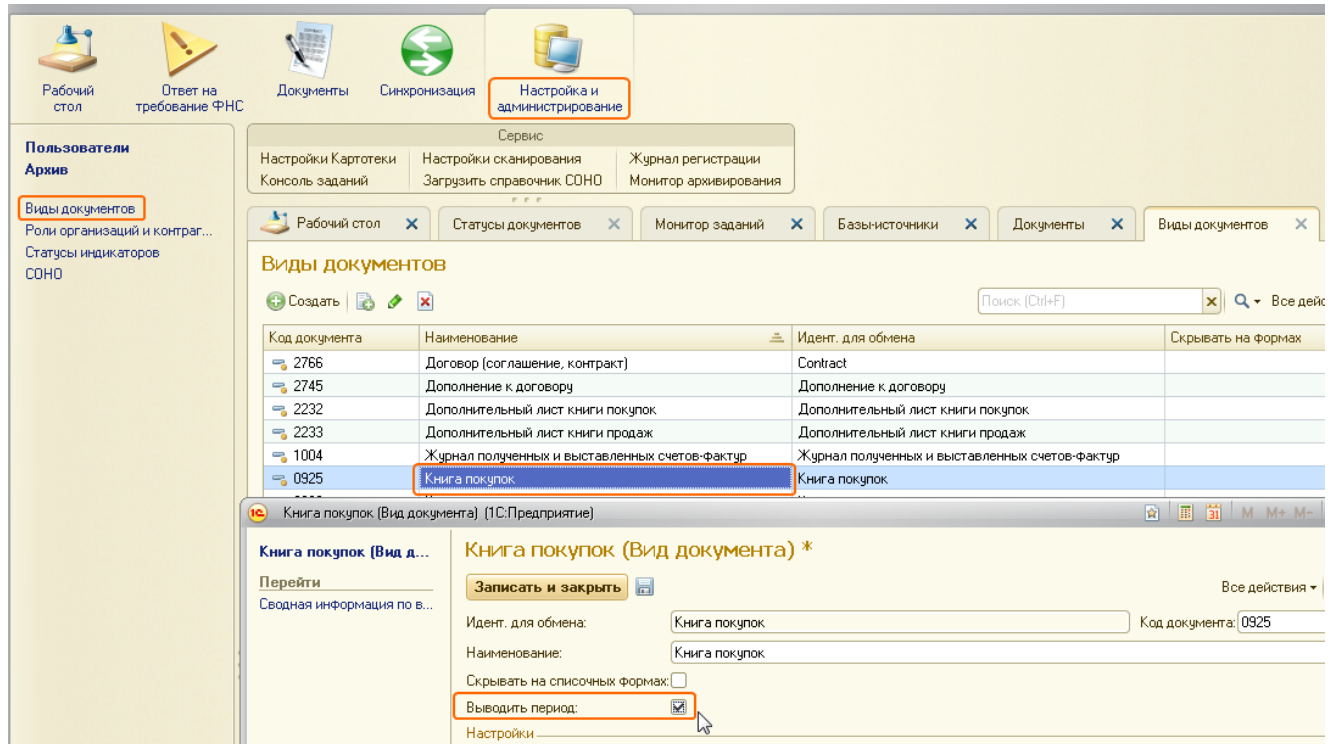 Рабочий стол
Ответ на требование ФНС
Документы
Синхронизация
Настройка и администрирование
Пользователи
Архив
Виды документов
Роли организаций и контраг...
Статусы индикаторов
СОНО
Сервис
Настройки Картотеки Настройки сканирования Журнал регистрации
Консоль заданий Загрузить справочник СОНО Монитор архивирования
Рабочий стол Статусы документов Монитор заданий Базы-источники Документы Виды документов
Виды документов
Создать Поиск (Ctrl+F) Все дейс
Код документа Наименование Идент. для обмена Скрывать на формах
2766 Договор (соглашение, контракт) Contract
2745 Дополнение к договору Дополнение к договору
2232 Дополнительный лист книги покупок Дополнительный лист книги покупок
2233 Дополнительный лист книги продаж Дополнительный лист книги продаж
1004 Журнал полученных и выставленных счетов-фактур Журнал полученных и выставленных счетов-фактур
0925 Книга покупок Книга покупок
Книга покупок (Вид документа) (1С:Предприятие) 31 M M+ M-
Книга покупок (Вид д...
Перейти
Сводная информация по в...
Книга покупок (Вид документа) *
Записать и закрыть Все действия
Идент. для обмена: Книга покупок Код документа: 0925
Наименование: Книга покупок
Скрывать на списочных формах:
Выводить период:
Настройки